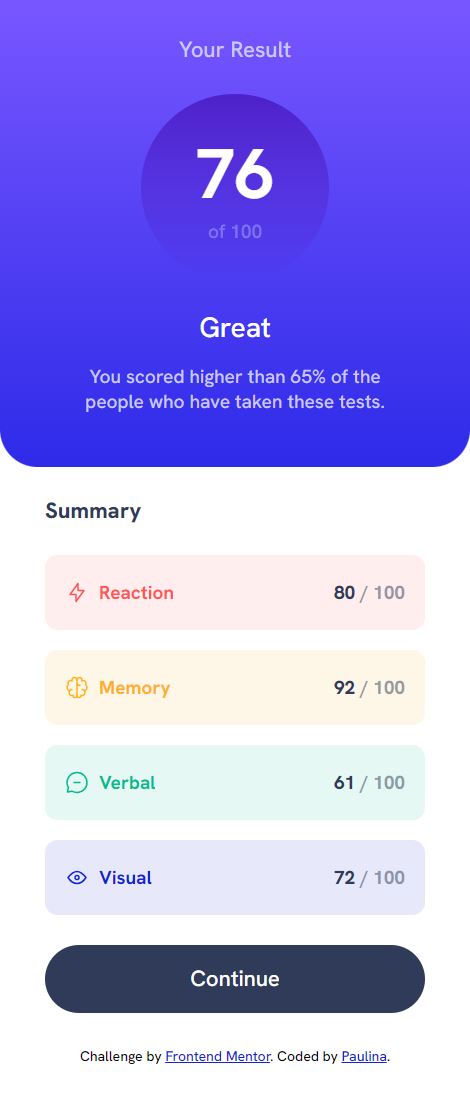 Your Result
76
of 100
Great
You scored higher than 65% of the
people who have taken these tests.
Summary
Reaction 80 / 100
Memory 92 / 100
Verbal 61 / 100
Visual 72 / 100
Continue
Challenge by Frontend Mentor. Coded by Paulina.